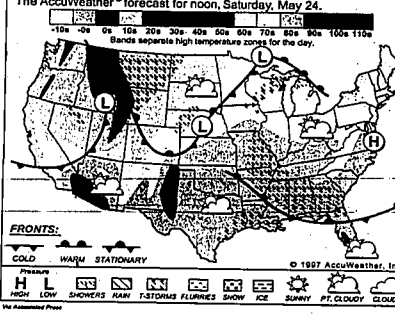 The AccuWeather forecast for noon, Saturday, May 24.
-10s -0s 0s 10s 20s 30s 40s 50s 60s 70s 80s 90s 100s 110s
Bands separate high temperature zones for the day.
L
L
L
H
FRONTS:
COLD WARM STATIONARY
© 1997 AccuWeather, In
Pressure
H L
HIGH LOW SHOWERS RAIN T-STORMS FLURRIES SNOW ICE SUNNY PT. CLOUDY CLOU
Via Associated Press